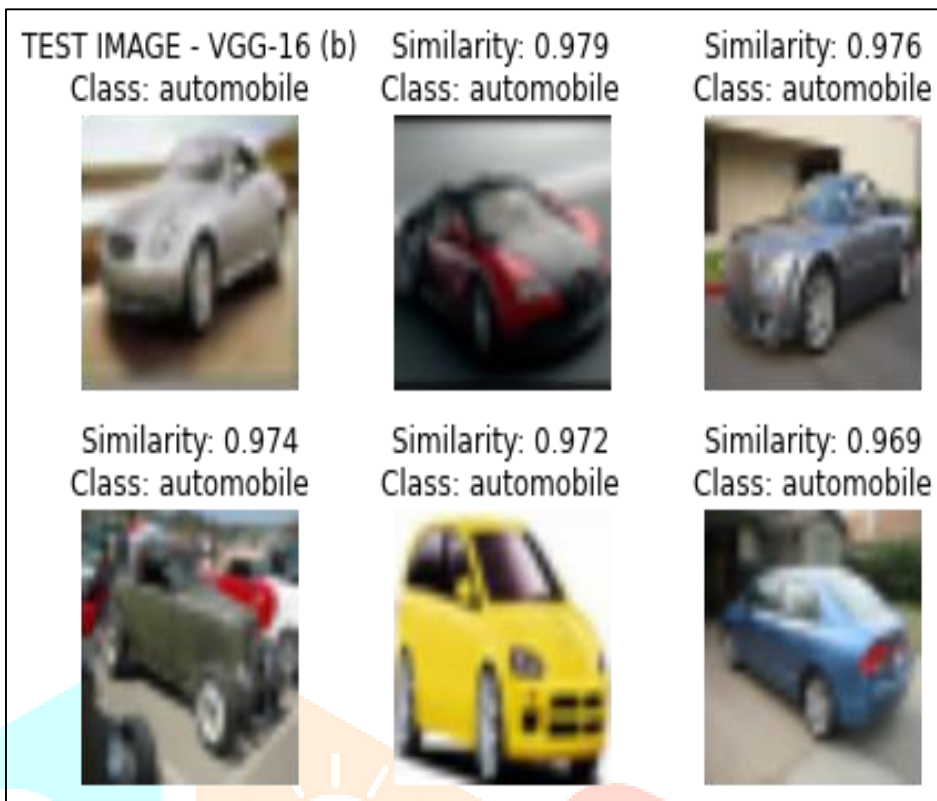 TEST IMAGE - VGG-16 (b)
Class: automobile
Similarity: 0.979
Class: automobile
Similarity: 0.976
Class: automobile
Similarity: 0.974
Class: automobile
Similarity: 0.972
Class: automobile
Similarity: 0.969
Class: automobile